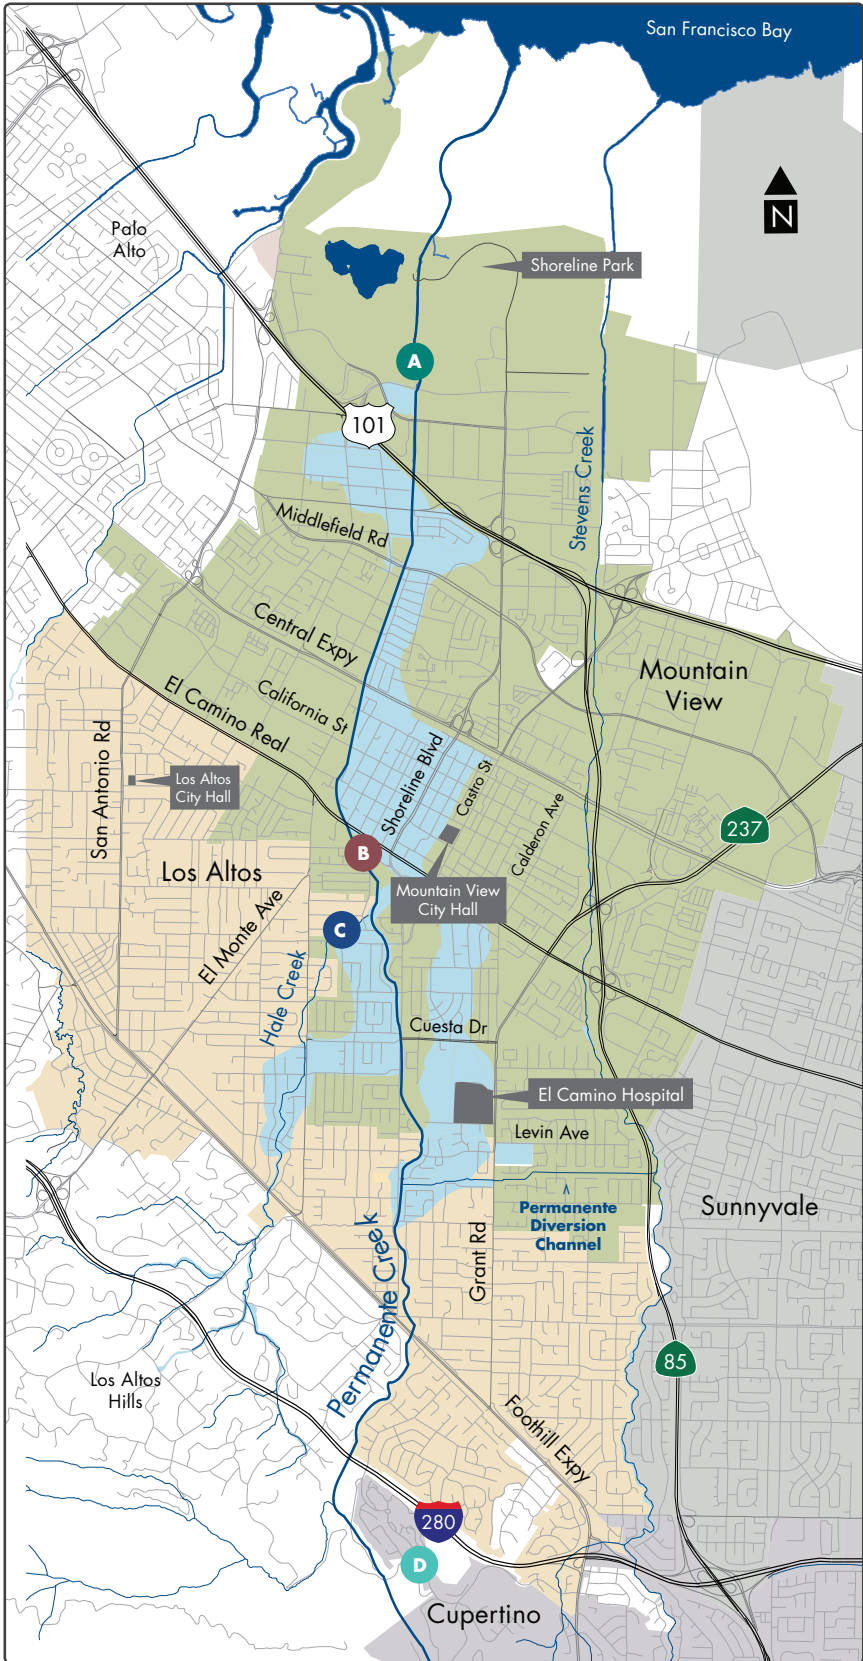 San Francisco Bay
N
Palo
Alto
Shoreline Park
A
101
Stevens Creek
Middlefield Rd
Central Expy
Mountain
View
California St
El Camino Real
San Antonio Rd
Shoreline Blvd
Castro St
Los Altos
City Hall
Calderon Ave
237
B
Los Altos
Mountain View
City Hall
El Monte Ave
C
Hale Creek
Cuesta Dr
El Camino Hospital
Levin Ave
Permanente
Diversion
Channel
Sunnyvale
Grant Rd
Permanente Creek
85
Los Altos
Hills
Foothill Expy
280
D
Cupertino